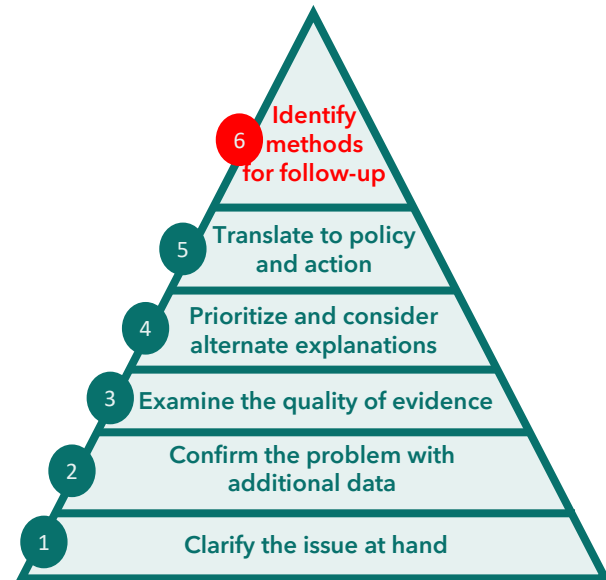 6
Identify
methods
for follow-up
5
Translate to policy
and action
4
Prioritize and consider
alternate explanations
3
Examine the quality of evidence
2
Confirm the problem with
additional data
1
Clarify the issue at hand